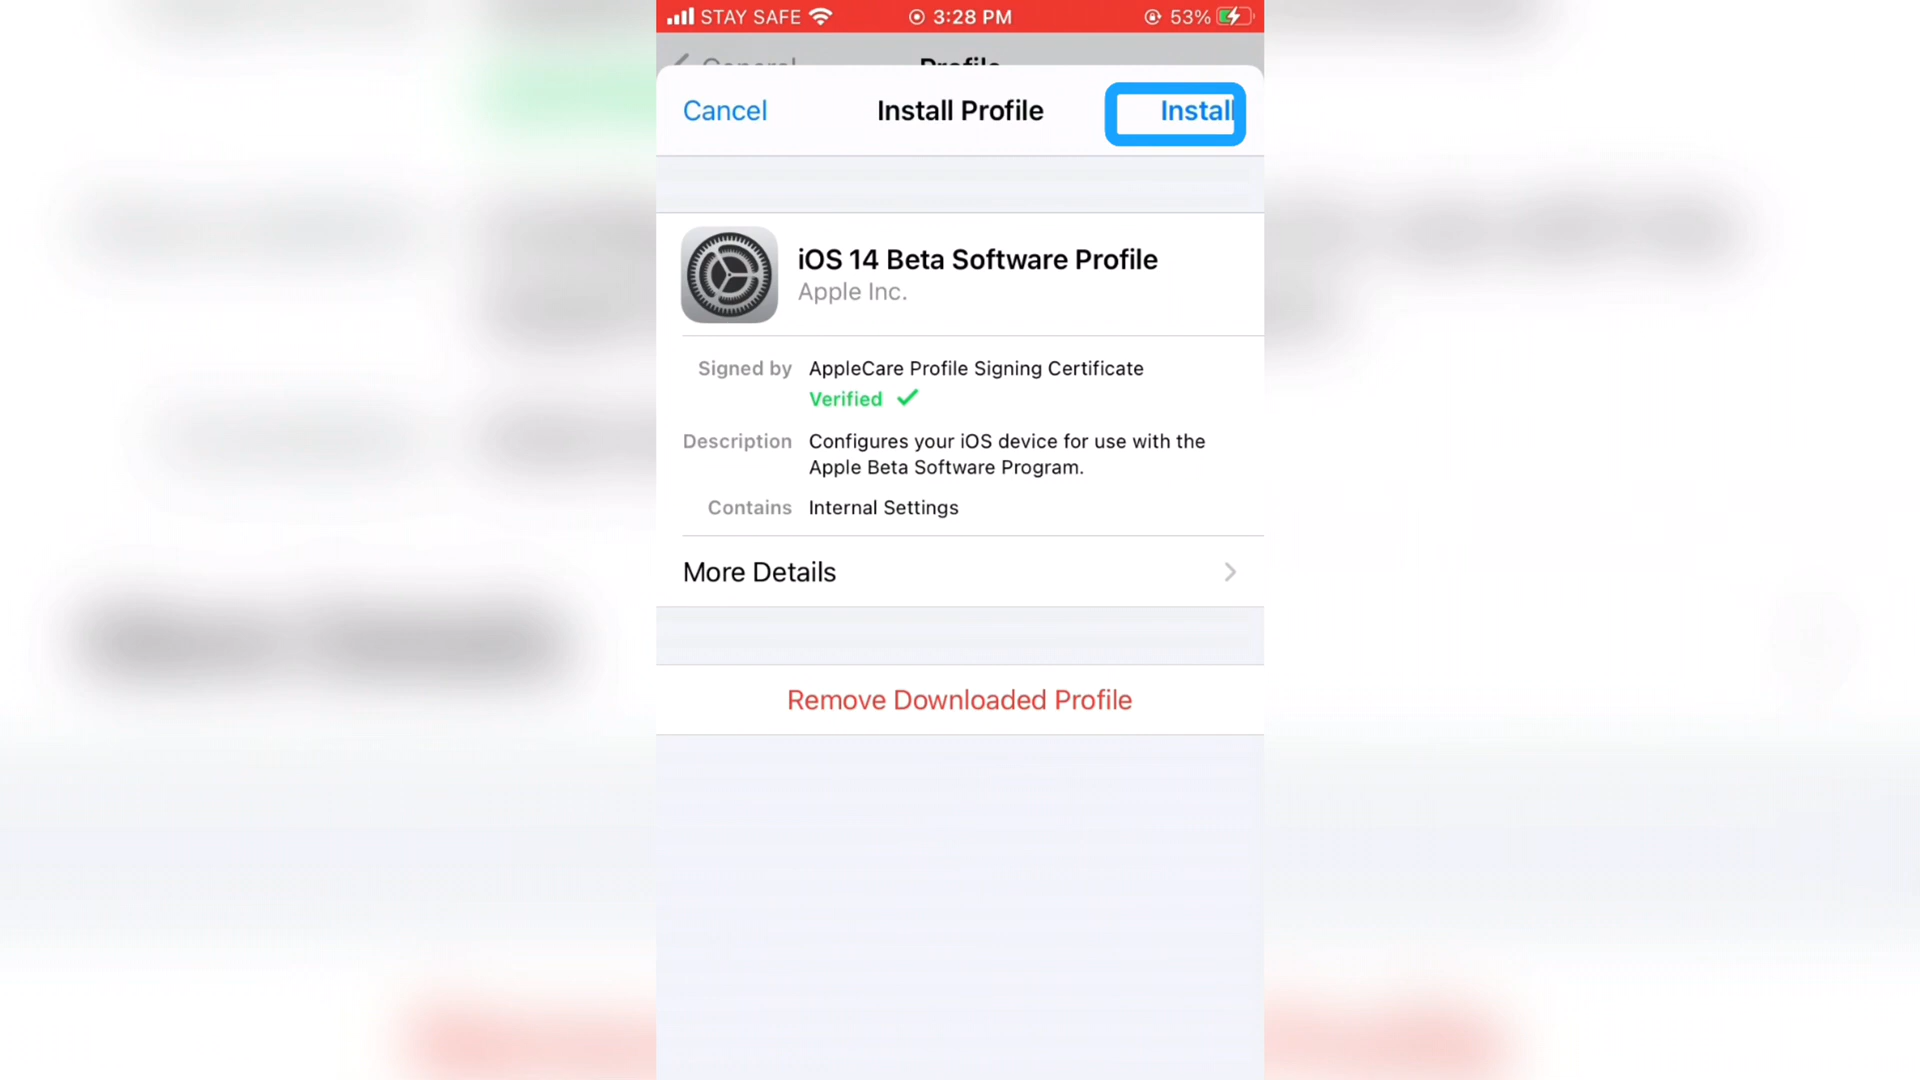 STAY SAFE 3:28 PM 53%
General Profile
Cancel Install Profile Install
iOS 14 Beta Software Profile
Apple Inc.
Signed by AppleCare Profile Signing Certificate
Verified
Description Configures your iOS device for use with the
Apple Beta Software Program.
Contains Internal Settings
More Details
Remove Downloaded Profile